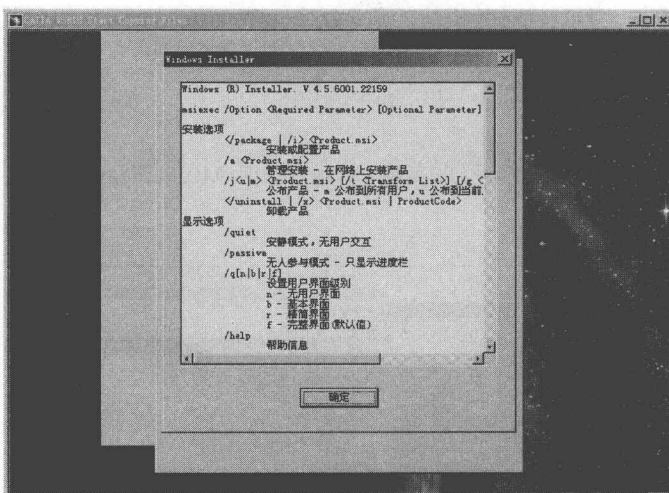 Windows Installer
Windows (R) Installer. V 4.5.6001.22159
msiexec /Option <Required Parameter> [Optional Parameter]
安装选项
</package | /i> <Product.msi>
安装或配置产品
/a <Product.msi>
管理安装 - 在网络上安装产品
/j<u|m> <Product.msi> [/t <Transform List>] [/g <
公布产品 - m 公布到所有用户，u 公布到当前
</uninstall | /x> <Product.msi | ProductCode>
卸载产品
显示选项
/quiet
安静模式，无用户交互
/passive
无人参与模式 - 只显示进度栏
/q[n|b|r|f]
设置用户界面级别
n - 无用户界面
b - 基本界面
r - 精简界面
f - 完整界面(默认值)
/help
帮助信息
确定